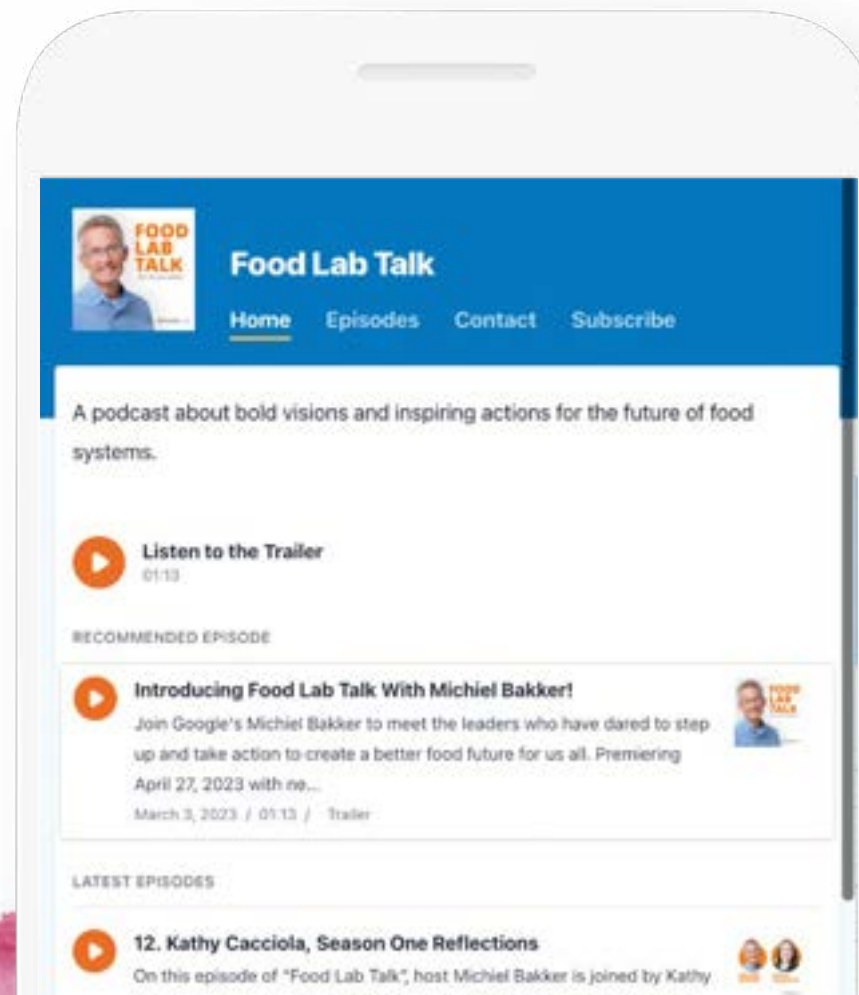 FOOD
LAB
TALK
Food Lab Talk
Home Episodes Contact Subscribe
A podcast about bold visions and inspiring actions for the future of food
systems.
Listen to the Trailer
01:13
RECOMMENDED EPISODE
Introducing Food Lab Talk With Michiel Bakker!
Join Google's Michiel Bakker to meet the leaders who have dared to step
up and take action to create a better food future for us all. Premiering
April 27, 2023 with ne...
March 3, 2023 / 01:13 / Trailer
FOOD
LAB
TALK
LATEST EPISODES
12. Kathy Cacciola, Season One Reflections
On this episode of "Food Lab Talk", host Michiel Bakker is joined by Kathy